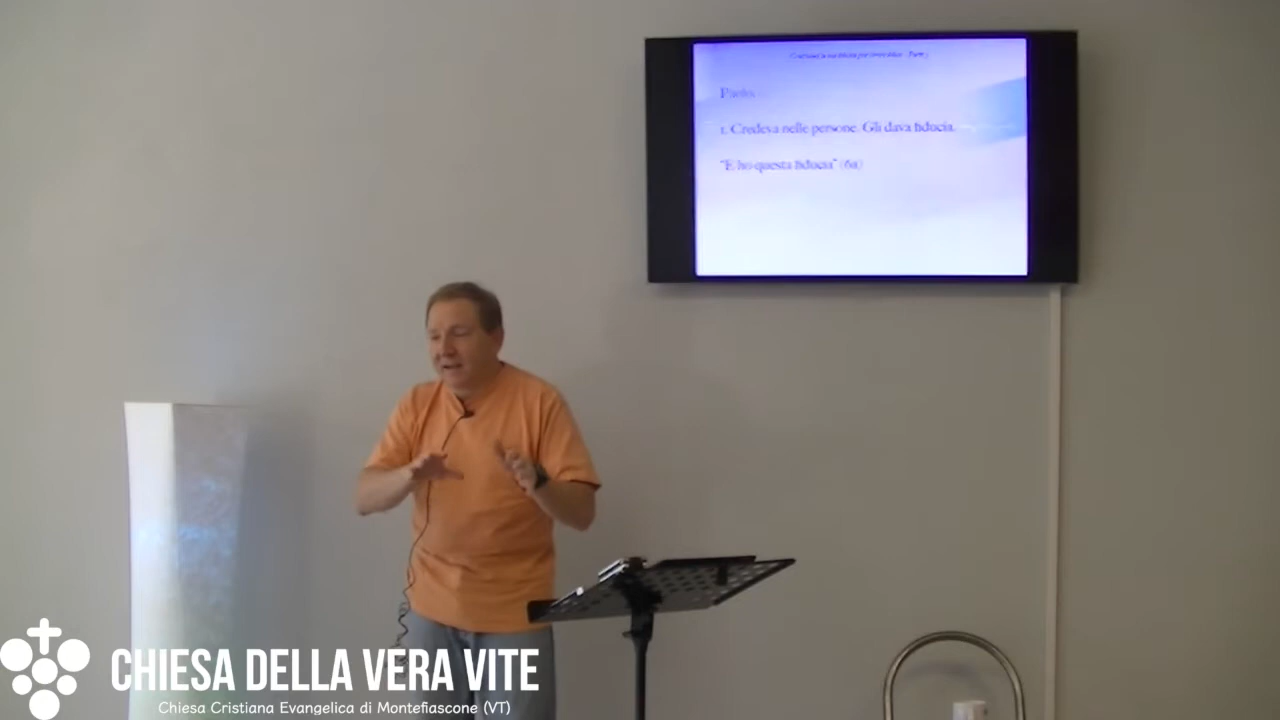 Paolo,
1. Credeva nelle persone. Gli dava fiducia.
"E ho questa fiducia" (6a)
CHIESA DELLA VERA VITE
Chiesa Cristiana Evangelica di Montefiascone (VT)